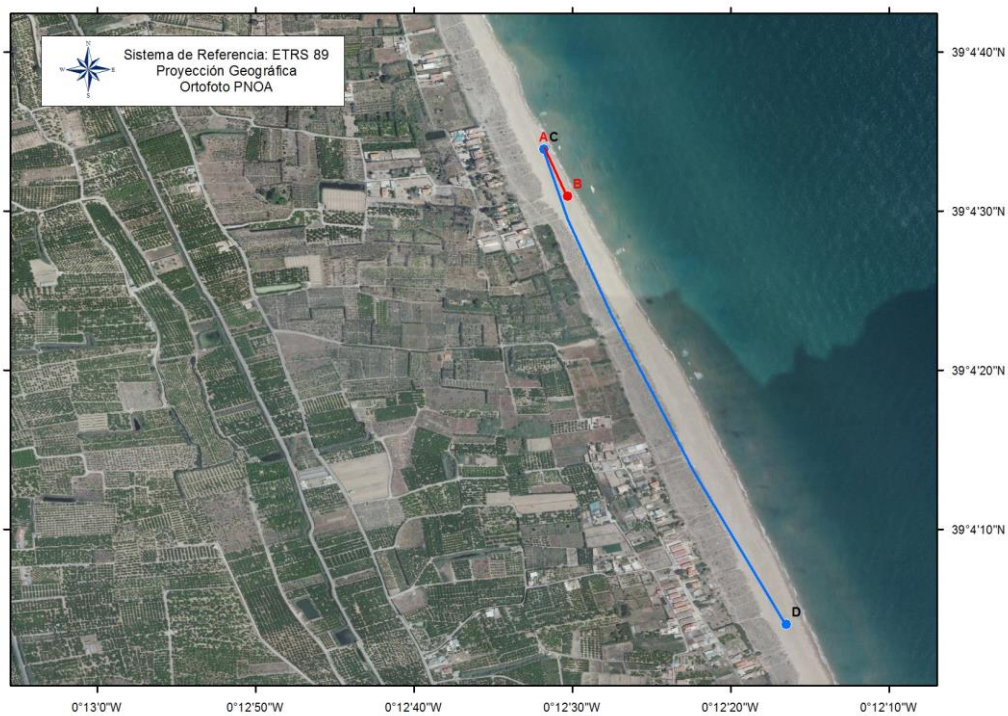 Sistema de Referencia: ETRS 89
Proyección Geográfica
Ortofoto PNOA
N
W
E
S
39°4'40"N
A C
B
39°4'30"N
39°4'20"N
39°4'10"N
D
0°13'0"W
0°12'50"W
0°12'40"W
0°12'30"W
0°12'20"W
0°12'10"W